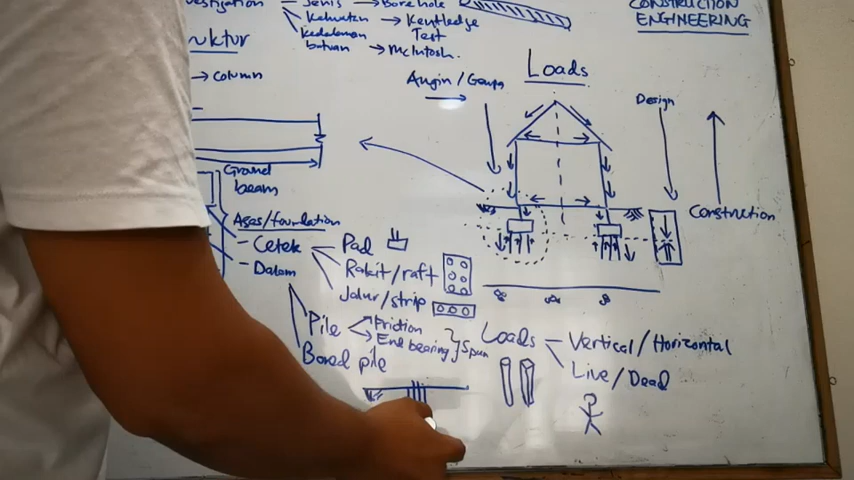 Jenis → Borehole
Kekuatan → Kentledge
Test
Kedalaman
batuan → McIntosh.
CONSTRUCTION
ENGINEERING
→ Column
Angin/Gempa
Loads
Design
Construction
Ground
beam
Asas/foundation
- Cetek
- Dalam
Pad
Rakit/raft
Jalur/strip
Pile
Friction
End bearing
Spun
Bored pile
Loads
Vertical/Horizontal
Live/Dead